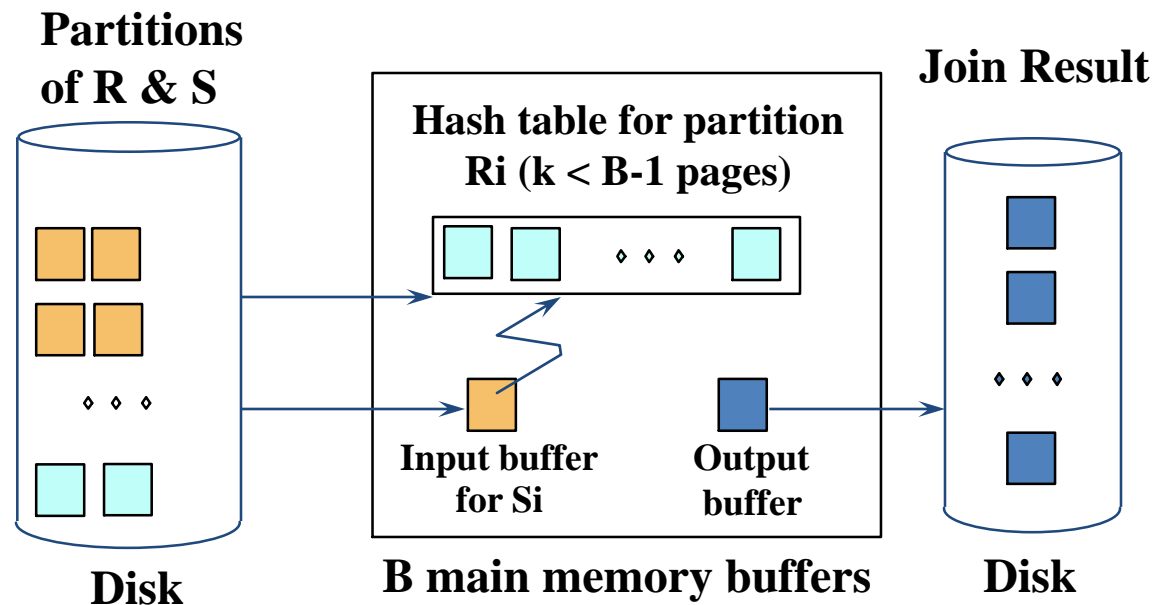 Partitions
of R & S
Join Result
Hash table for partition
Ri (k < B-1 pages)
Input buffer
for Si
Output
buffer
Disk
B main memory buffers
Disk